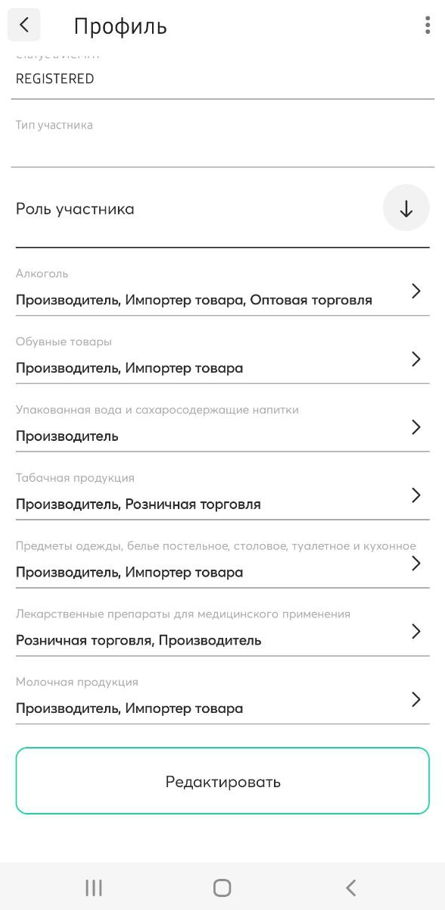 Профиль
REGISTERED
Тип участника
Роль участника
Алкоголь
Производитель, Импортер товара, Оптовая торговля
Обувные товары
Производитель, Импортер товара
Упакованная вода и сахаросодержащие напитки
Производитель
Табачная продукция
Производитель, Розничная торговля
Предметы одежды, белье постельное, столовое, туалетное и кухонное
Производитель, Импортер товара
Лекарственные препараты для медицинского применения
Розничная торговля, Производитель
Молочная продукция
Производитель, Импортер товара
Редактировать